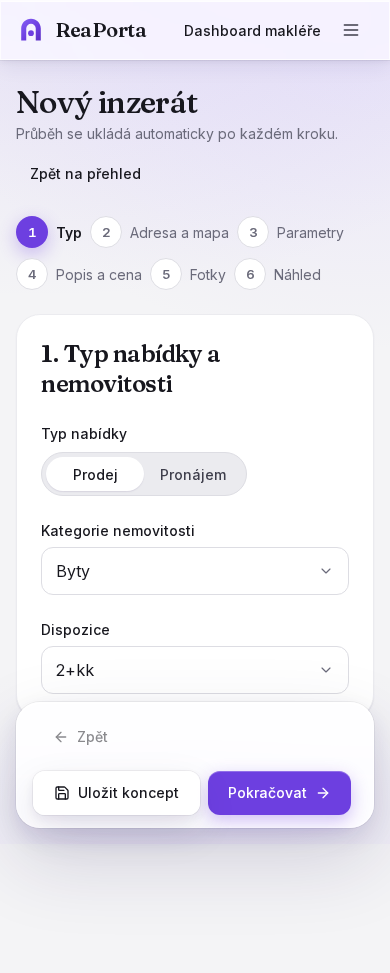 ReaPorta
Dashboard makléře
Nový inzerát
Průběh se ukládá automaticky po každém kroku.
Zpět na přehled
1 Typ 2 Adresa a mapa 3 Parametry
4 Popis a cena 5 Fotky 6 Náhled
1. Typ nabídky a
nemovitosti
Typ nabídky
Prodej Pronájem
Kategorie nemovitosti
Byty
Dispozice
2+kk
Zpět
Uložit koncept Pokračovat